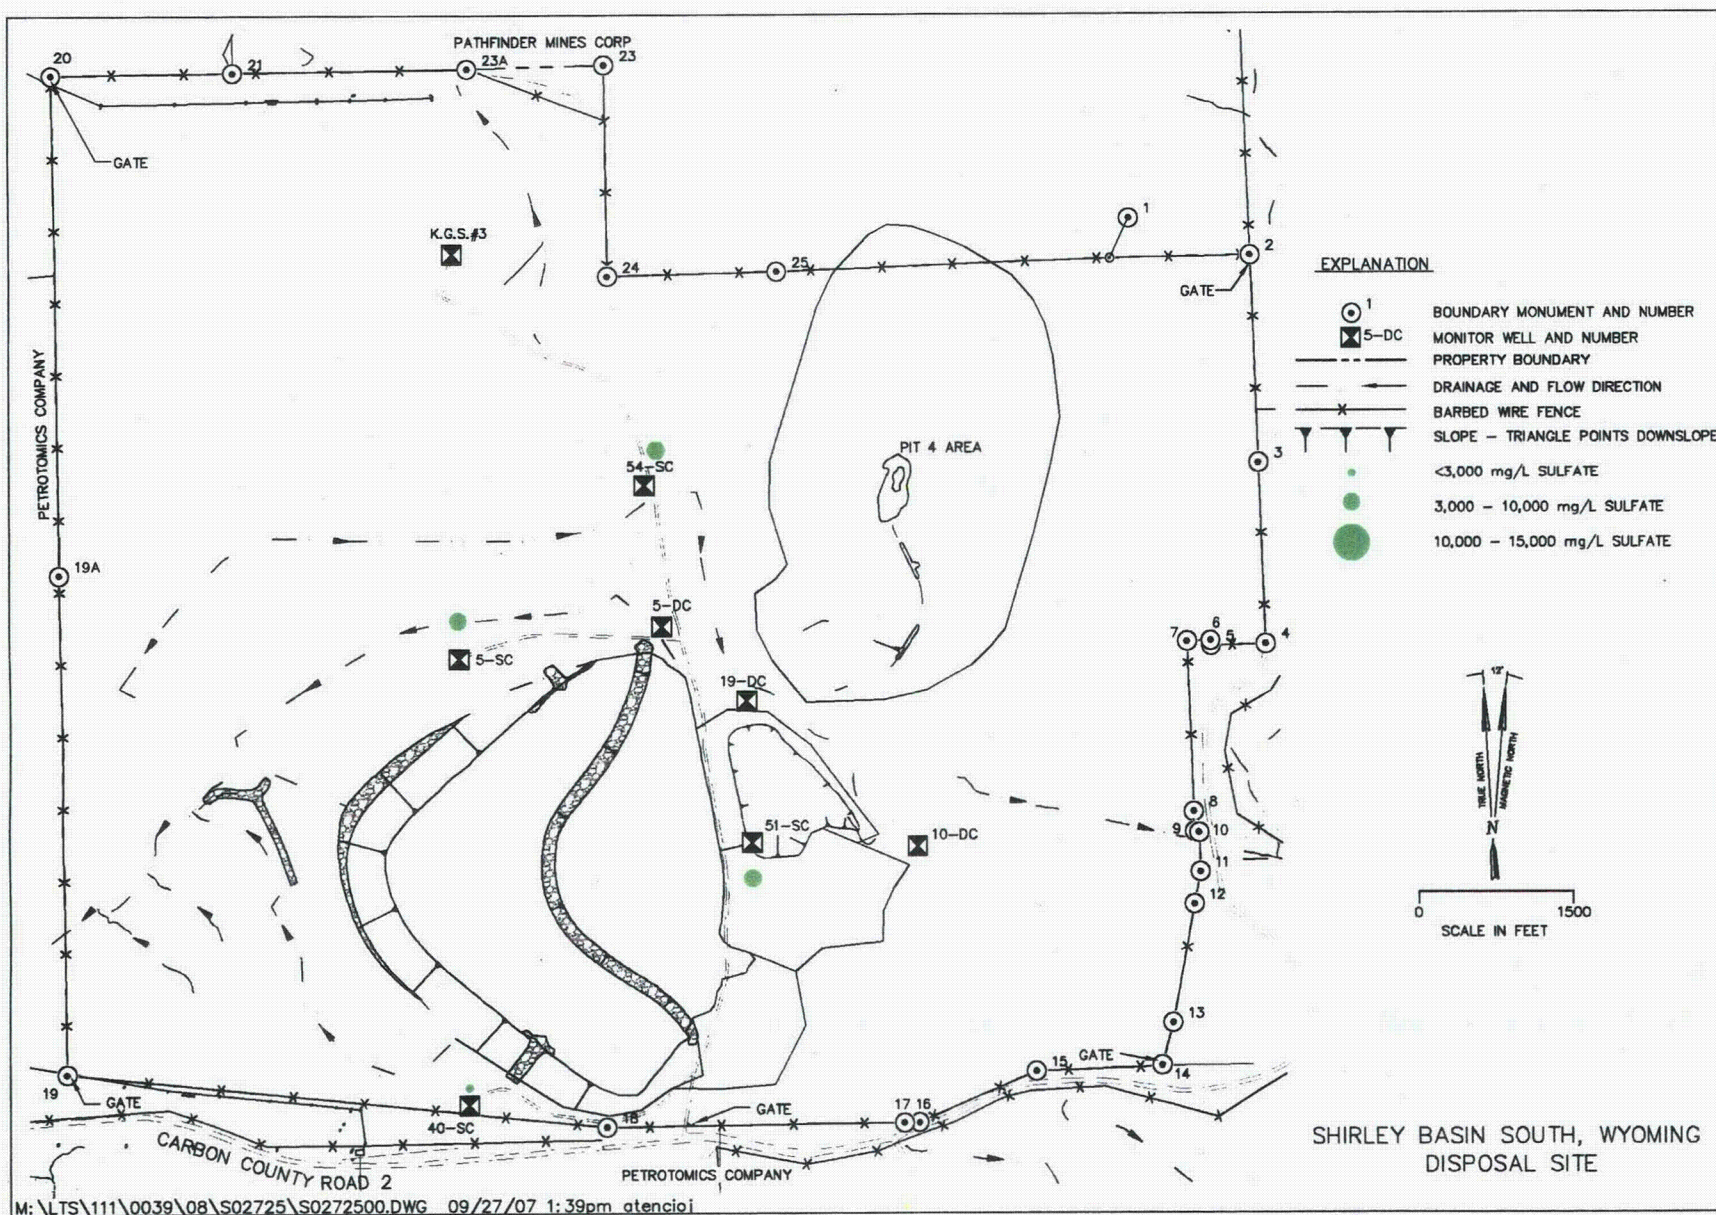 PATHFINDER MINES CORP
20
21
23A
23
GATE
K.G.S.#3
24
25
1
2
GATE
PETROTOMICS COMPANY
EXPLANATION
1
BOUNDARY MONUMENT AND NUMBER
5-DC
MONITOR WELL AND NUMBER
PROPERTY BOUNDARY
DRAINAGE AND FLOW DIRECTION
BARBED WIRE FENCE
SLOPE - TRIANGLE POINTS DOWNSLOPE
<3,000 mg/L SULFATE
3,000 - 10,000 mg/L SULFATE
10,000 - 15,000 mg/L SULFATE
PIT 4 AREA
3
54-SC
19A
5-DC
5-SC
7
6
5
4
19-DC
12°
TRUE NORTH
MAGNETIC NORTH
N
8
9
10
51-SC
10-DC
11
12
0
1500
SCALE IN FEET
13
GATE
14
15
19
GATE
40-SC
18
GATE
17
16
CARBON COUNTY ROAD 2
PETROTOMICS COMPANY
SHIRLEY BASIN SOUTH, WYOMING
DISPOSAL SITE
M:\LTS\111\0039\08\S02725\S0272500.DWG 09/27/07 1:39pm atencioj